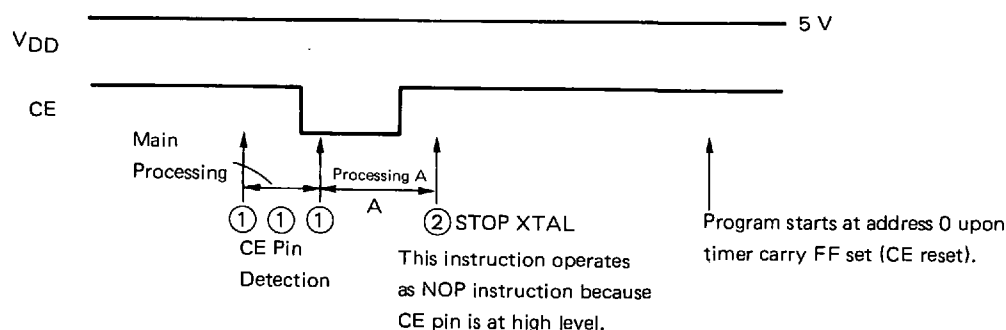 5 V
VDD
CE
Main
Processing
Processing A
A
① ① ①
② STOP XTAL
CE Pin
Detection
This instruction operates
as NOP instruction because
CE pin is at high level.
Program starts at address 0 upon
timer carry FF set (CE reset).